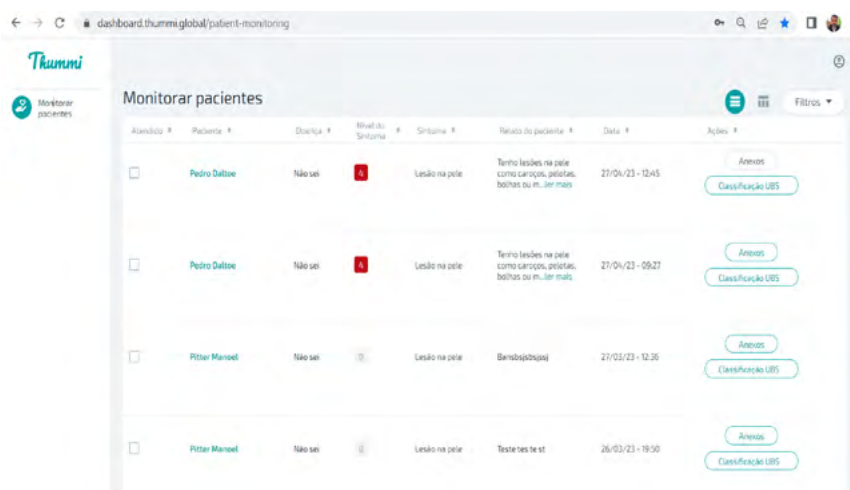 dashboard.thummi.global/patient-monitoring
Thummi
Monitorar
pacientes
Monitorar pacientes
Filtros
Atendido Paciente Doença Nível do
Sintoma Sintoma Relato do paciente Data Ações
Pedro Daltoe Não sei 4 Lesão na pele Tenho lesões na pele
como caroços, pelotas,
bolhas ou m...ler mais 27/04/23 - 12:45 Anexos
Classificação UBS
Pedro Daltoe Não sei 4 Lesão na pele Tenho lesões na pele
como caroços, pelotas,
bolhas ou m...ler mais 27/04/23 - 09:27 Anexos
Classificação UBS
Pitter Manoel Não sei 0 Lesão na pele 27/03/23 - 12:36 Anexos
Classificação UBS
Pitter Manoel Não sei 0 Lesão na pele Teste tes te st 26/03/23 - 19:50 Anexos
Classificação UBS